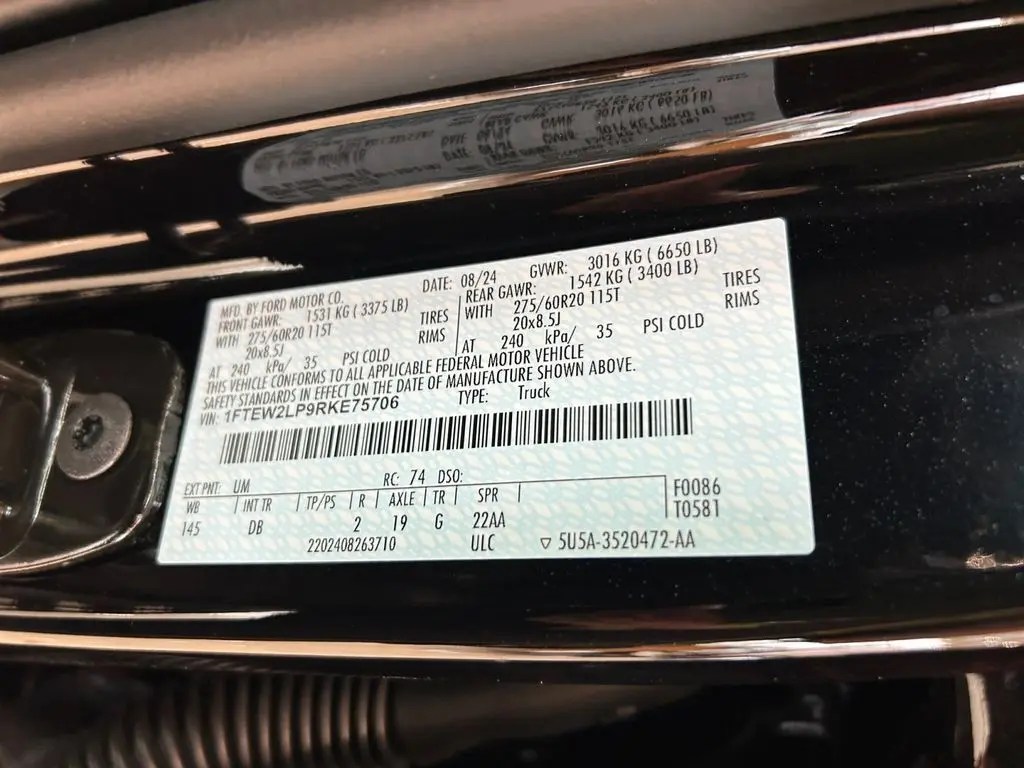 MFD. BY FORD MOTOR CO. DATE: 08/24 GVWR: 3016 KG ( 6650 LB)
FRONT GAWR: 1531 KG ( 3375 LB) REAR GAWR: 1542 KG ( 3400 LB)
WITH 275/60R20 115T TIRES WITH 275/60R20 115T TIRES
20x8.5J RIMS 20x8.5J RIMS
AT 240 kPa/ 35 PSI COLD AT 240 kPa/ 35 PSI COLD
THIS VEHICLE CONFORMS TO ALL APPLICABLE FEDERAL MOTOR VEHICLE
SAFETY STANDARDS IN EFFECT ON THE DATE OF MANUFACTURE SHOWN ABOVE.
VIN: 1FTEW2LP9RKE75706 TYPE: Truck
EXT PNT: UM RC: 74 DSO:
WB INT TR TP/PS R AXLE TR SPR F0086
145 DB 2 19 G 22AA T0581
2202408263710 ULC ▽ 5U5A-3520472-AA